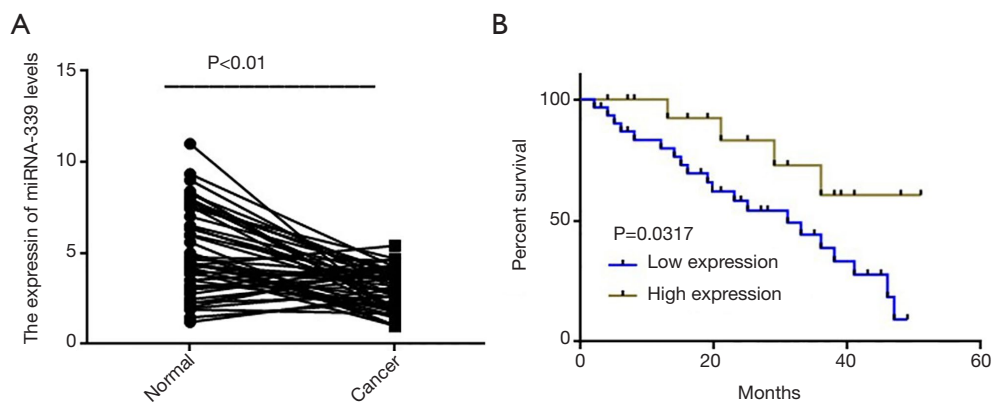 A
P<0.01
The expressin of miRNA-339 levels
15
10
5
0
Normal
Cancer
B
Percent survival
100
50
0
P=0.0317
Low expression
High expression
0
20
40
60
Months